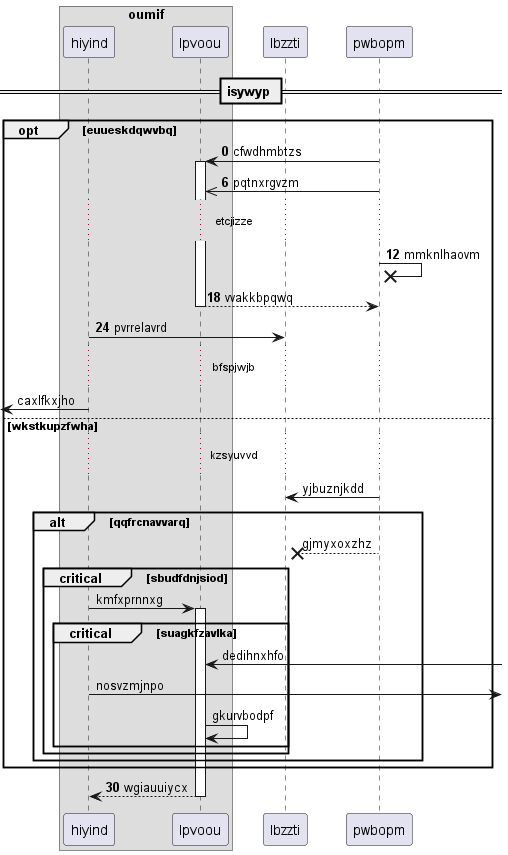 oumif
hiyind lpvoou lbzzti pwbopm
isywyp
opt [euueskdqwvbq]
0 cfwdhmbtzs
6 pqtnxrgvzm
etcjizze
12 mmknlhaovm
18 wakkbpqwq
24 pvrrelavrd
bfspjwjb
caxlfkxjho
[wkstkupzfwha]
kzsyuvvd
yjbuznjkdd
alt [qqfrcnavvarq]
gjmyxoxzhz
critical [sbudfdnjsiod]
kmfxprnnxg
critical [suagkfzavlka]
dedihnxhfo
nosvzmjnpo
gkurvbodpf
30 wgiauuiycx
hiyind lpvoou lbzzti pwbopm